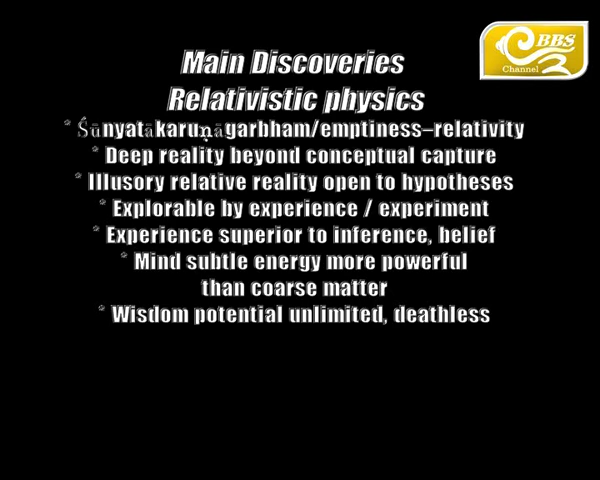 BBS
Channel 2
Main Discoveries
Relativistic physics
* Śūnyatākaruṇāgarbham/emptiness–relativity
* Deep reality beyond conceptual capture
* Illusory relative reality open to hypotheses
* Explorable by experience / experiment
* Experience superior to inference, belief
* Mind subtle energy more powerful
than coarse matter
* Wisdom potential unlimited, deathless